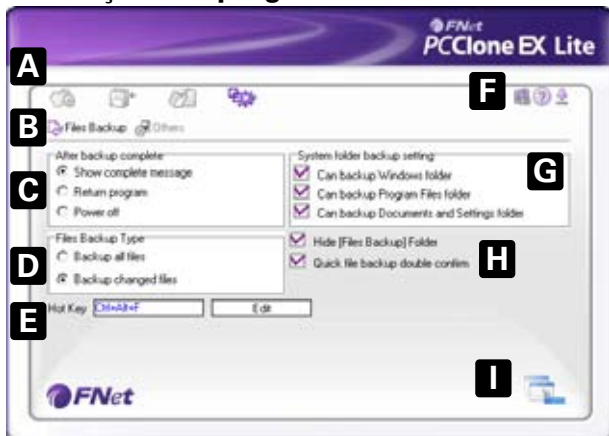 FNet
PCClone EX Lite
A
F
B
Files Backup
Others
After backup complete
Show complete message
Return program
Power off
C
System folder backup setting
G
Can backup Windows folder
Can backup Program Files folder
Can backup Documents and Settings folder
Files Backup Type
Backup all files
Backup changed files
D
Hide [Files Backup] Folder
Quick file backup double confirm
H
E
Hot Key
Ctrl+Alt+F
Edit
I
FNet